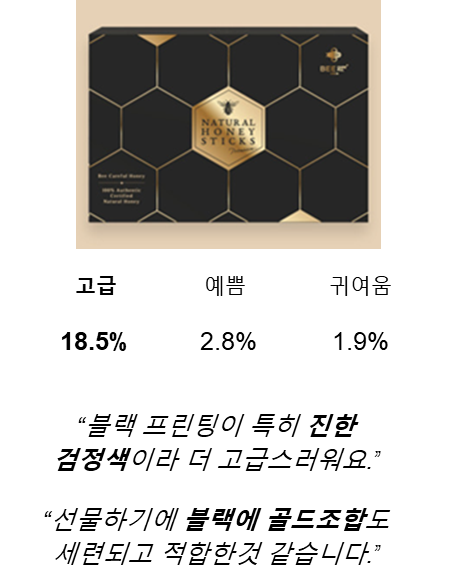 NATURAL
HONEY
STICKS
Bee Careful Honey
100% Authentic
Certified
Natural Honey
고급 예쁨 귀여움
18.5% 2.8% 1.9%
“블랙 프린팅이 특히 진한
검정색이라 더 고급스러워요.”
“선물하기에 블랙에 골드조합도
세련되고 적합한것 같습니다.”